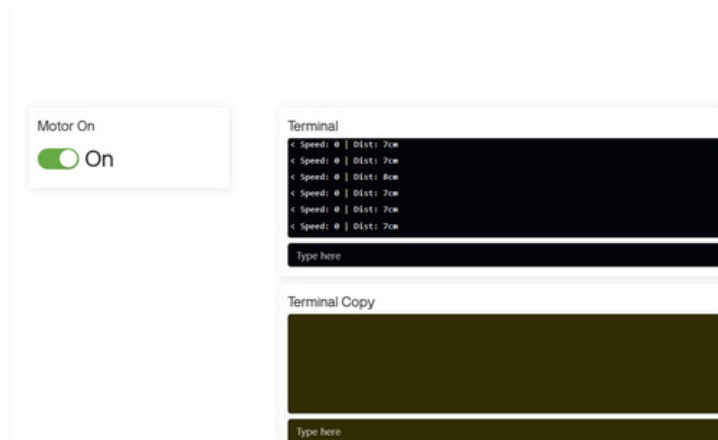 Motor On
On
Terminal
< Speed: 0 | Dist: 7cm
< Speed: 0 | Dist: 7cm
< Speed: 0 | Dist: 8cm
< Speed: 0 | Dist: 7cm
< Speed: 0 | Dist: 7cm
< Speed: 0 | Dist: 7cm
Type here
Terminal Copy
Type here